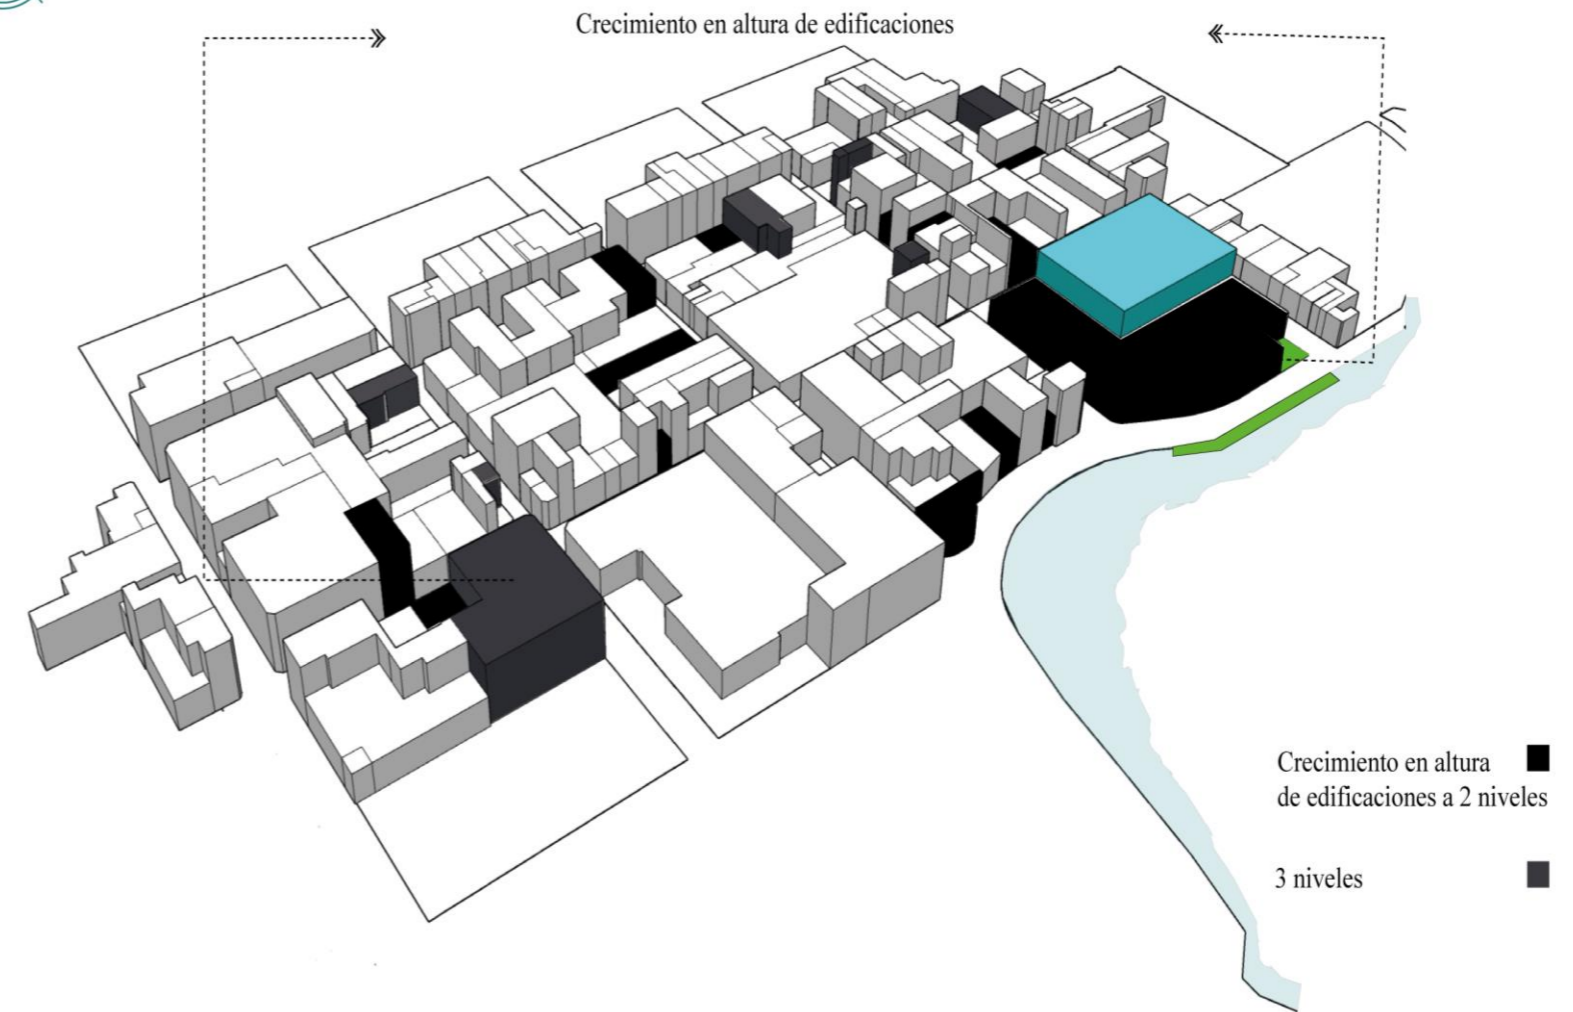 Crecimiento en altura de edificaciones
Crecimiento en altura
de edificaciones a 2 niveles
3 niveles